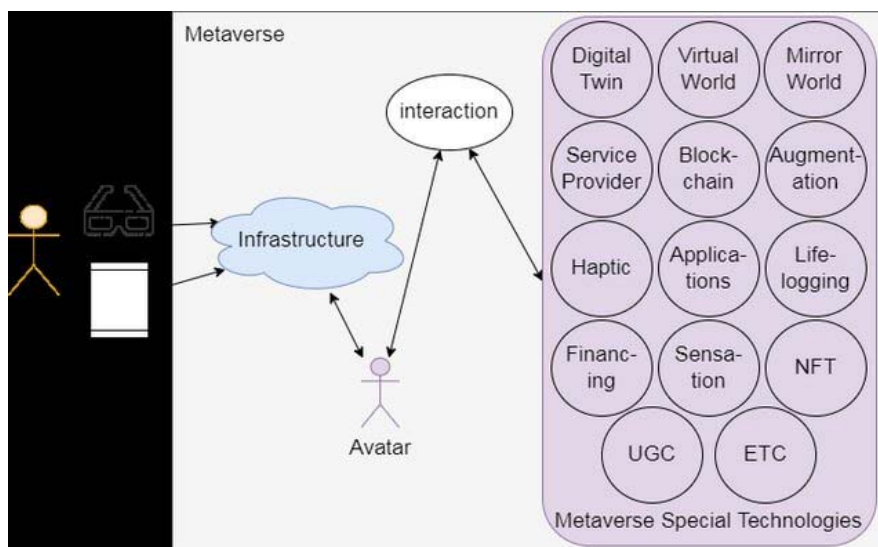 Metaverse
interaction
Infrastructure
Avatar
Digital
Twin
Virtual
World
Mirror
World
Service
Provider
Block-
chain
Augment-
ation
Haptic
Applica-
tions
Life-
logging
Financ-
ing
Sensa-
tion
NFT
UGC
ETC
Metaverse Special Technologies